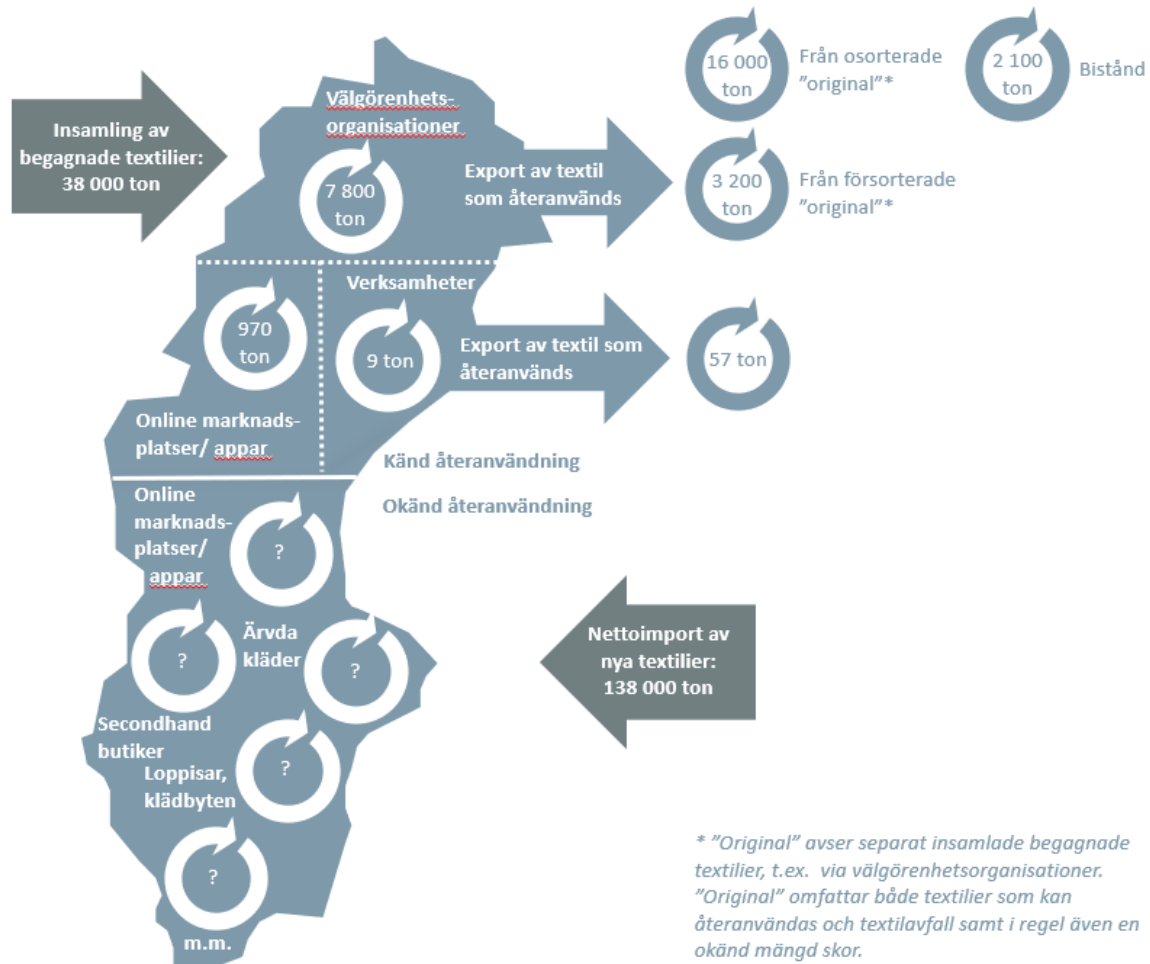 Insamling av
begagnade textilier:
38 000 ton
Välgörenhets-
organisationer
7 800
ton
Export av textil
som återanvänds
16 000
ton
Från osorterade
"original"*
2 100
ton
Bistånd
3 200
ton
Från försorterade
"original"*
970
ton
Online marknads-
platser/ appar
Verksamheter
9 ton
Export av textil som
återanvänds
57 ton
Känd återanvändning
Okänd återanvändning
Online
marknads-
platser/
appar
?
?
Ärvda
kläder
?
Secondhand
butiker
Loppisar,
klädbyten
?
?
m.m.
Nettoimport av
nya textilier:
138 000 ton
* "Original" avser separat insamlade begagnade
textilier, t.ex. via välgörenhetsorganisationer.
"Original" omfattar både textilier som kan
återanvändas och textilavfall samt i regel även en
okänd mängd skor.